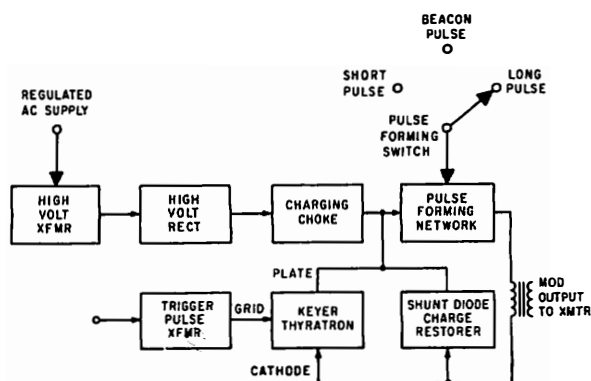 BEACON
PULSE
SHORT
PULSE
LONG
PULSE
REGULATED
AC SUPPLY
PULSE
FORMING
SWITCH
HIGH
VOLT
XFMR
HIGH
VOLT
RECT
CHARGING
CHOKE
PULSE
FORMING
NETWORK
PLATE
MOD
OUTPUT
TO XMTR
TRIGGER
PULSE
XFMR
GRID
KEYER
THYRATRON
SHUNT DIODE
CHARGE
RESTORER
CATHODE